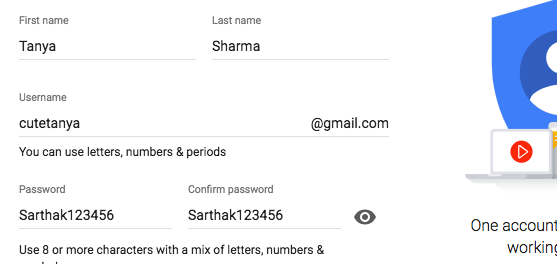 First name Last name
Tanya Sharma
Username
cutetanya @gmail.com
You can use letters, numbers & periods
Password Confirm password
Sarthak123456 Sarthak123456
Use 8 or more characters with a mix of letters, numbers &
One account
working